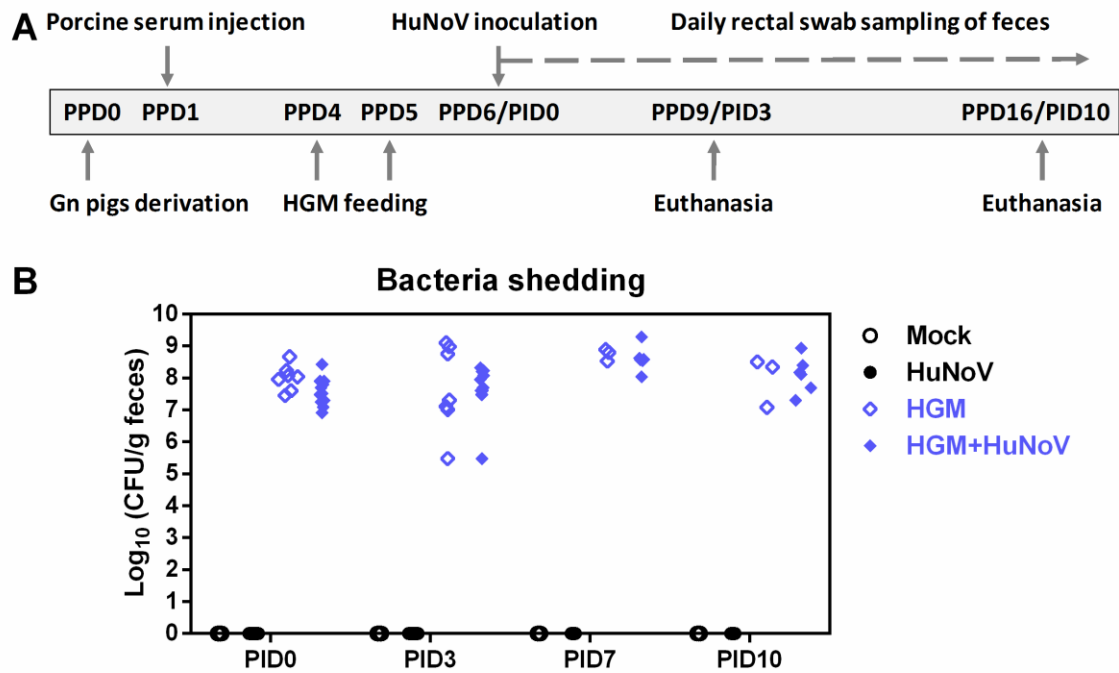 A
Porcine serum injection HuNoV inoculation Daily rectal swab sampling of feces
PPD0 PPD1 PPD4 PPD5 PPD6/PID0 PPD9/PID3 PPD16/PID10
Gn pigs derivation HGM feeding Euthanasia Euthanasia
B
Bacteria shedding
Log10 (CFU/g feces)
10
9
8
7
6
5
4
3
2
1
0
PID0 PID3 PID7 PID10
Mock
HuNoV
HGM
HGM+HuNoV